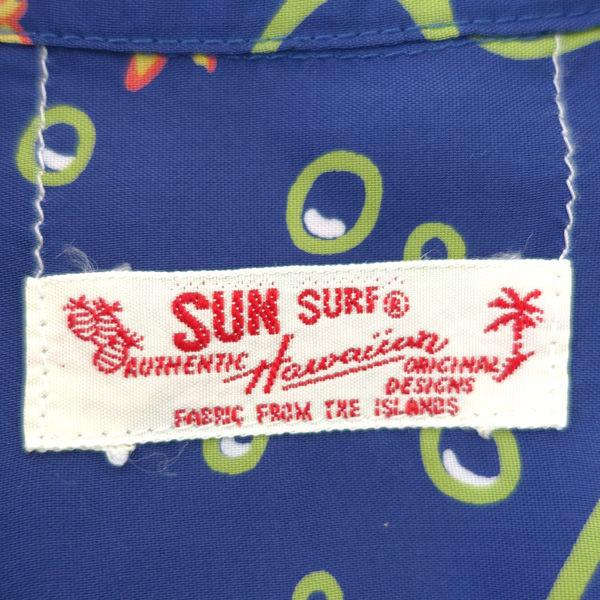 SUN SURF®
AUTHENTIC Hawaiian ORIGINAL
DESIGNS
FABRIC FROM THE ISLANDS